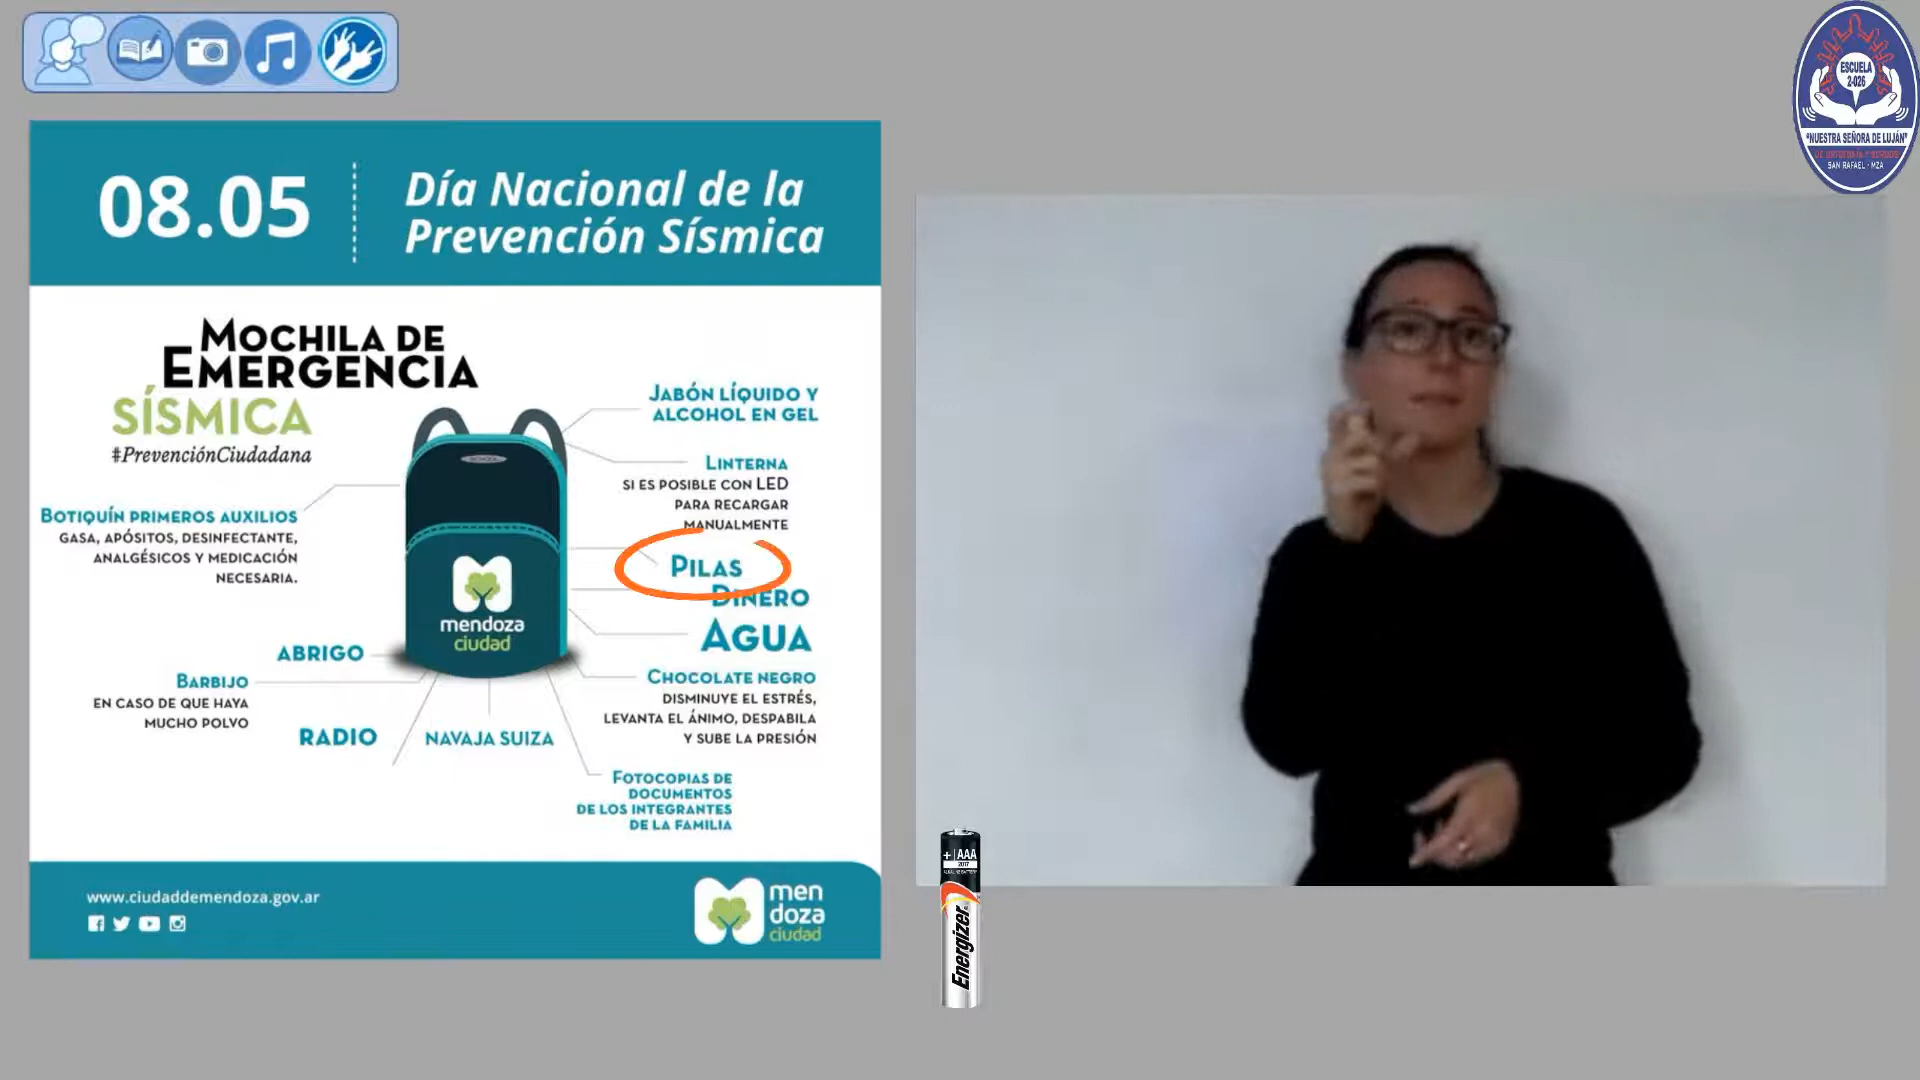 08.05
Día Nacional de la
Prevención Sísmica
MOCHILA DE
EMERGENCIA
SÍSMICA
#PrevenciónCiudadana
BOTIQUÍN PRIMEROS AUXILIOS
GASA, APÓSITOS, DESINFECTANTE,
ANALGÉSICOS Y MEDICACIÓN
NECESARIA.
ABRIGO
BARBIJO
EN CASO DE QUE HAYA
MUCHO POLVO
RADIO
NAVAJA SUIZA
SCHOOL
mendoza
ciudad
JABÓN LÍQUIDO Y
ALCOHOL EN GEL
LINTERNA
SI ES POSIBLE CON LED
PARA RECARGAR
MANUALMENTE
PILAS
DINERO
AGUA
CHOCOLATE NEGRO
DISMINUYE EL ESTRÉS,
LEVANTA EL ÁNIMO, DESPABILA
Y SUBE LA PRESIÓN
FOTOCOPIAS DE
DOCUMENTOS
DE LOS INTEGRANTES
DE LA FAMILIA
www.ciudaddemendoza.gov.ar
men
doza
ciudad
ESCUELA
2-026
"NUESTRA SEÑORA DE LUJÁN"
SAN RAFAEL - MZA
+ AAA
2017
ALKALINE BATTERY
Energizer